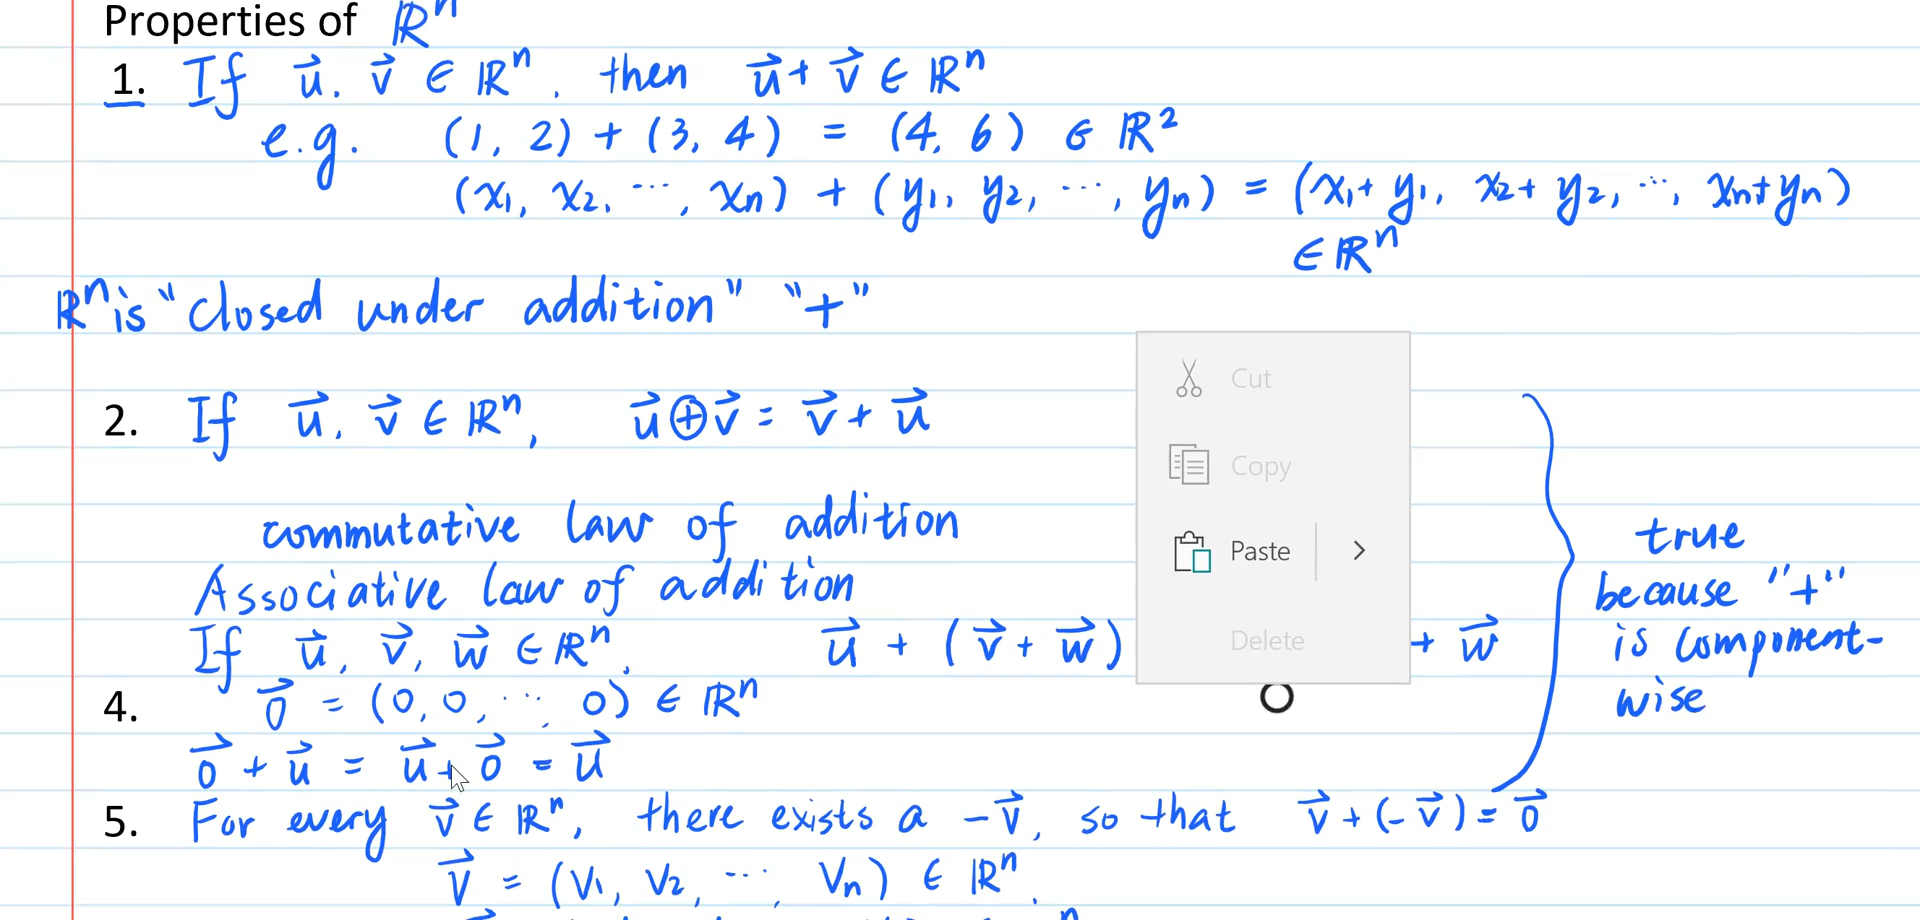 Properties of ℝⁿ
1. If u⃗, v⃗ ∈ ℝⁿ, then u⃗ + v⃗ ∈ ℝⁿ
e.g. (1, 2) + (3, 4) = (4, 6) ∈ ℝ²
(x₁, x₂, ⋯, xₙ) + (y₁, y₂, ⋯, yₙ) = (x₁+y₁, x₂+y₂, ⋯, xₙ+yₙ)
∈ ℝⁿ
ℝⁿ is "closed under addition" "+"
Cut
Copy
Paste
Delete
2. If u⃗, v⃗ ∈ ℝⁿ, u⃗ ⊕ v⃗ = v⃗ + u⃗
commutative law of addition
Associative law of addition
If u⃗, v⃗, w⃗ ∈ ℝⁿ, u⃗ + (v⃗ + w⃗) + w⃗
true
because "+"
is component-
wise
4. 0⃗ = (0, 0, ⋯, 0) ∈ ℝⁿ
0⃗ + u⃗ = u⃗ + 0⃗ = u⃗
5. For every v⃗ ∈ ℝⁿ, there exists a -v⃗, so that v⃗ + (-v⃗) = 0⃗
v⃗ = (v₁, v₂, ⋯, vₙ) ∈ ℝⁿ.